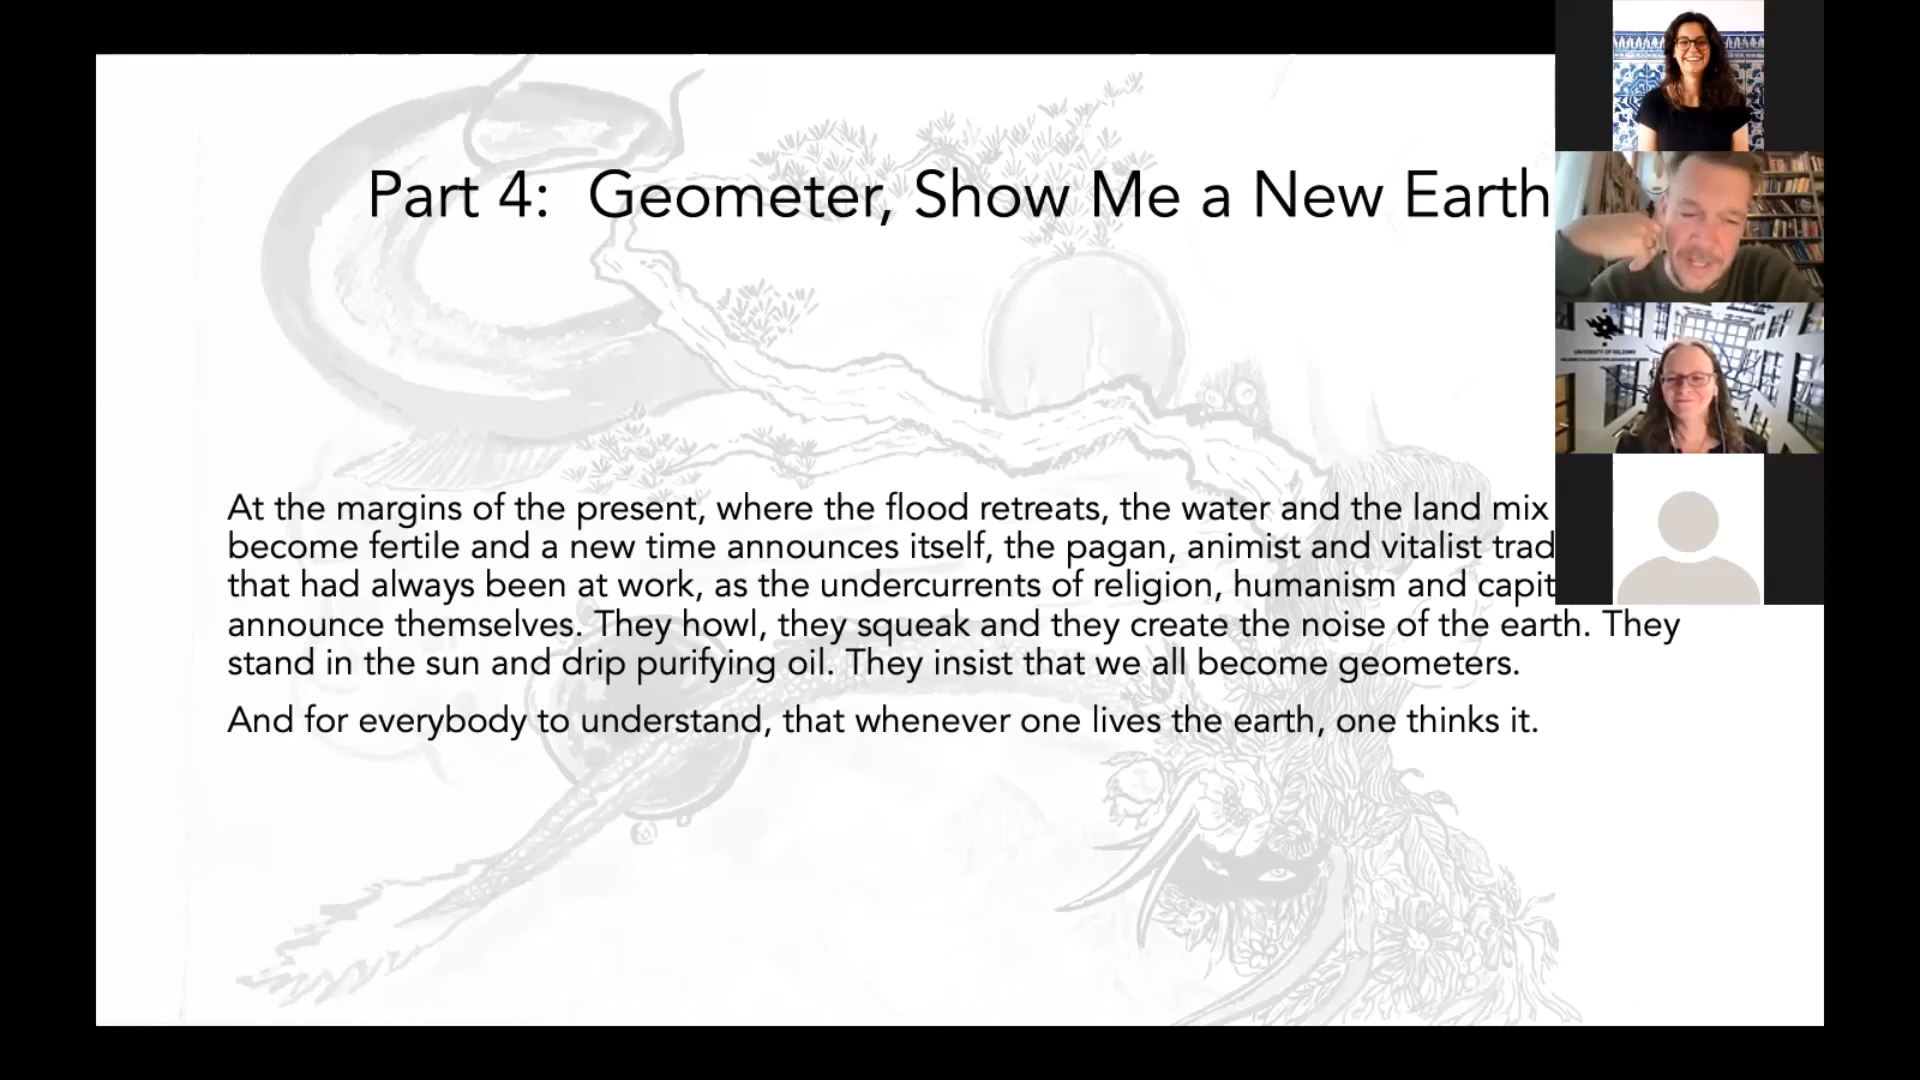 Part 4: Geometer, Show Me a New Earth
At the margins of the present, where the flood retreats, the water and the land mix
become fertile and a new time announces itself, the pagan, animist and vitalist
that had always been at work, as the undercurrents of religion, humanism and
announce themselves. They howl, they squeak and they create the noise of the earth. They
stand in the sun and drip purifying oil. They insist that we all become geometers.
And for everybody to understand, that whenever one lives the earth, one thinks it.
UNIVERSITY OF HELSINKI